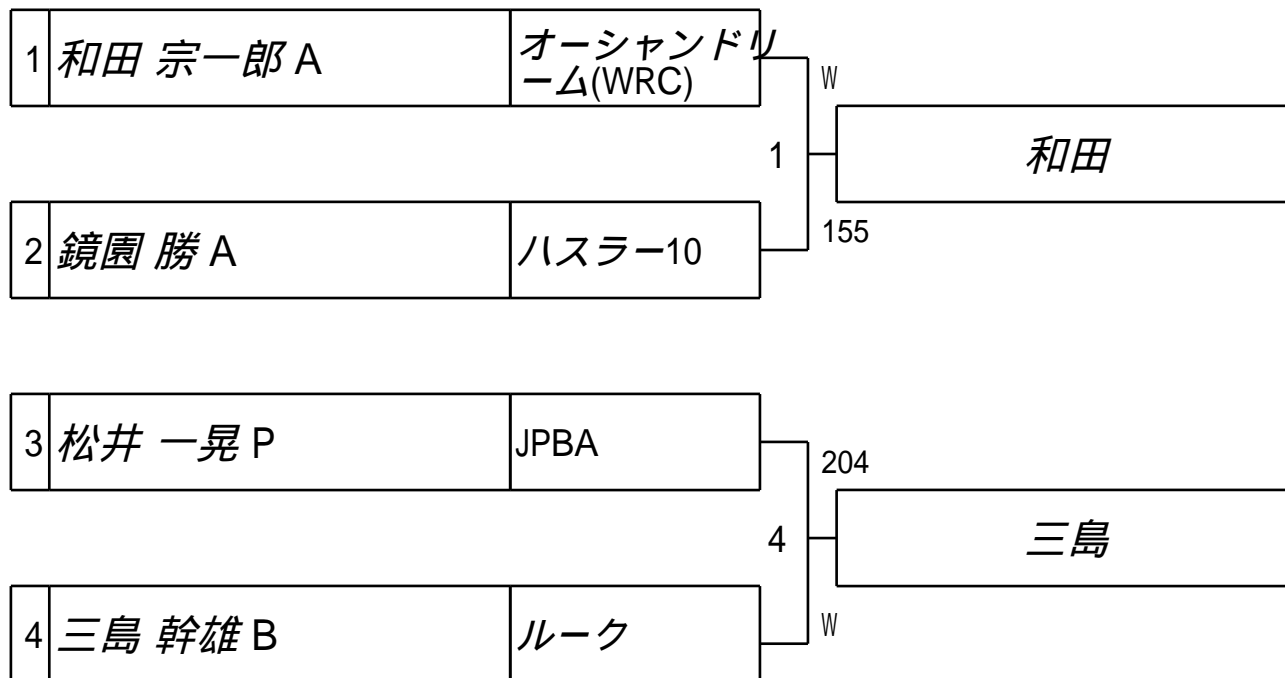 1 和田 宗一郎 A オーシャンドリ
ーム(WRC)
W
1 和田
2 鏡園 勝 A ハスラー10
155
3 松井 一晃 P JPBA
204
4 三島
4 三島 幹雄 B ルーク
W